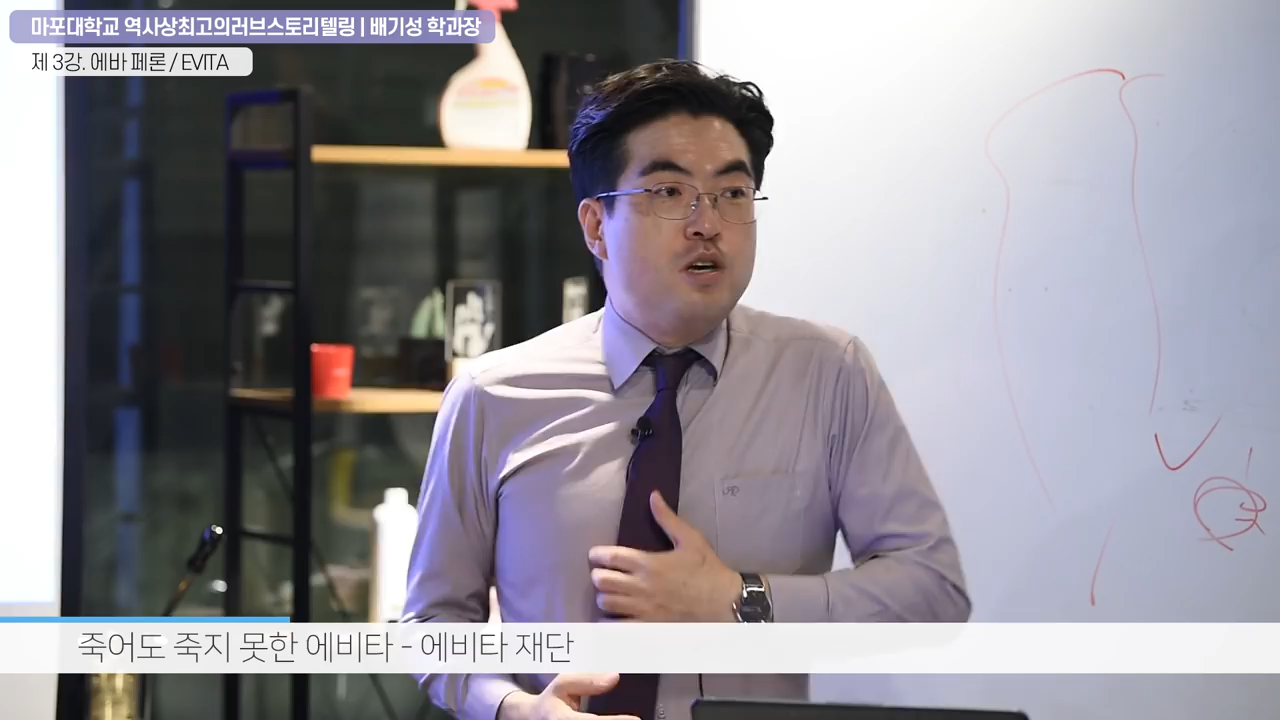 마포대학교 역사상최고의러브스토리텔링 | 배기성 학과장
제 3강. 에바 페론 / EVITA
죽어도 죽지 못한 에비타 - 에비타 재단